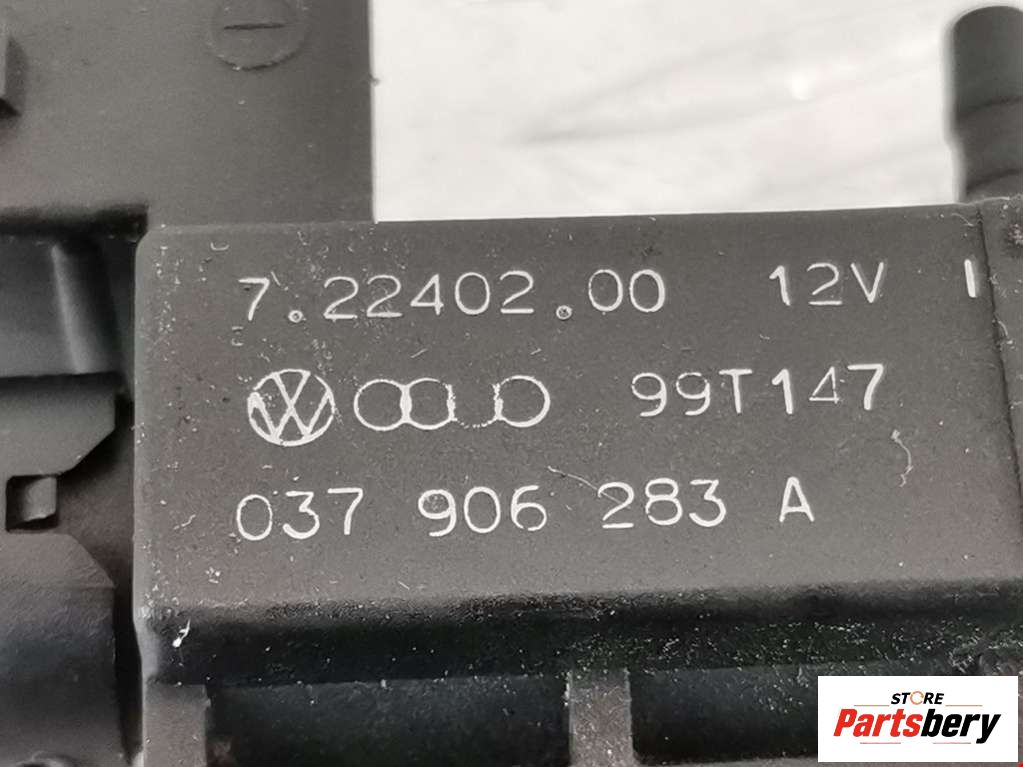 7.22402.00 12V I
99T147
037 906 283 A
STORE
Partsbery